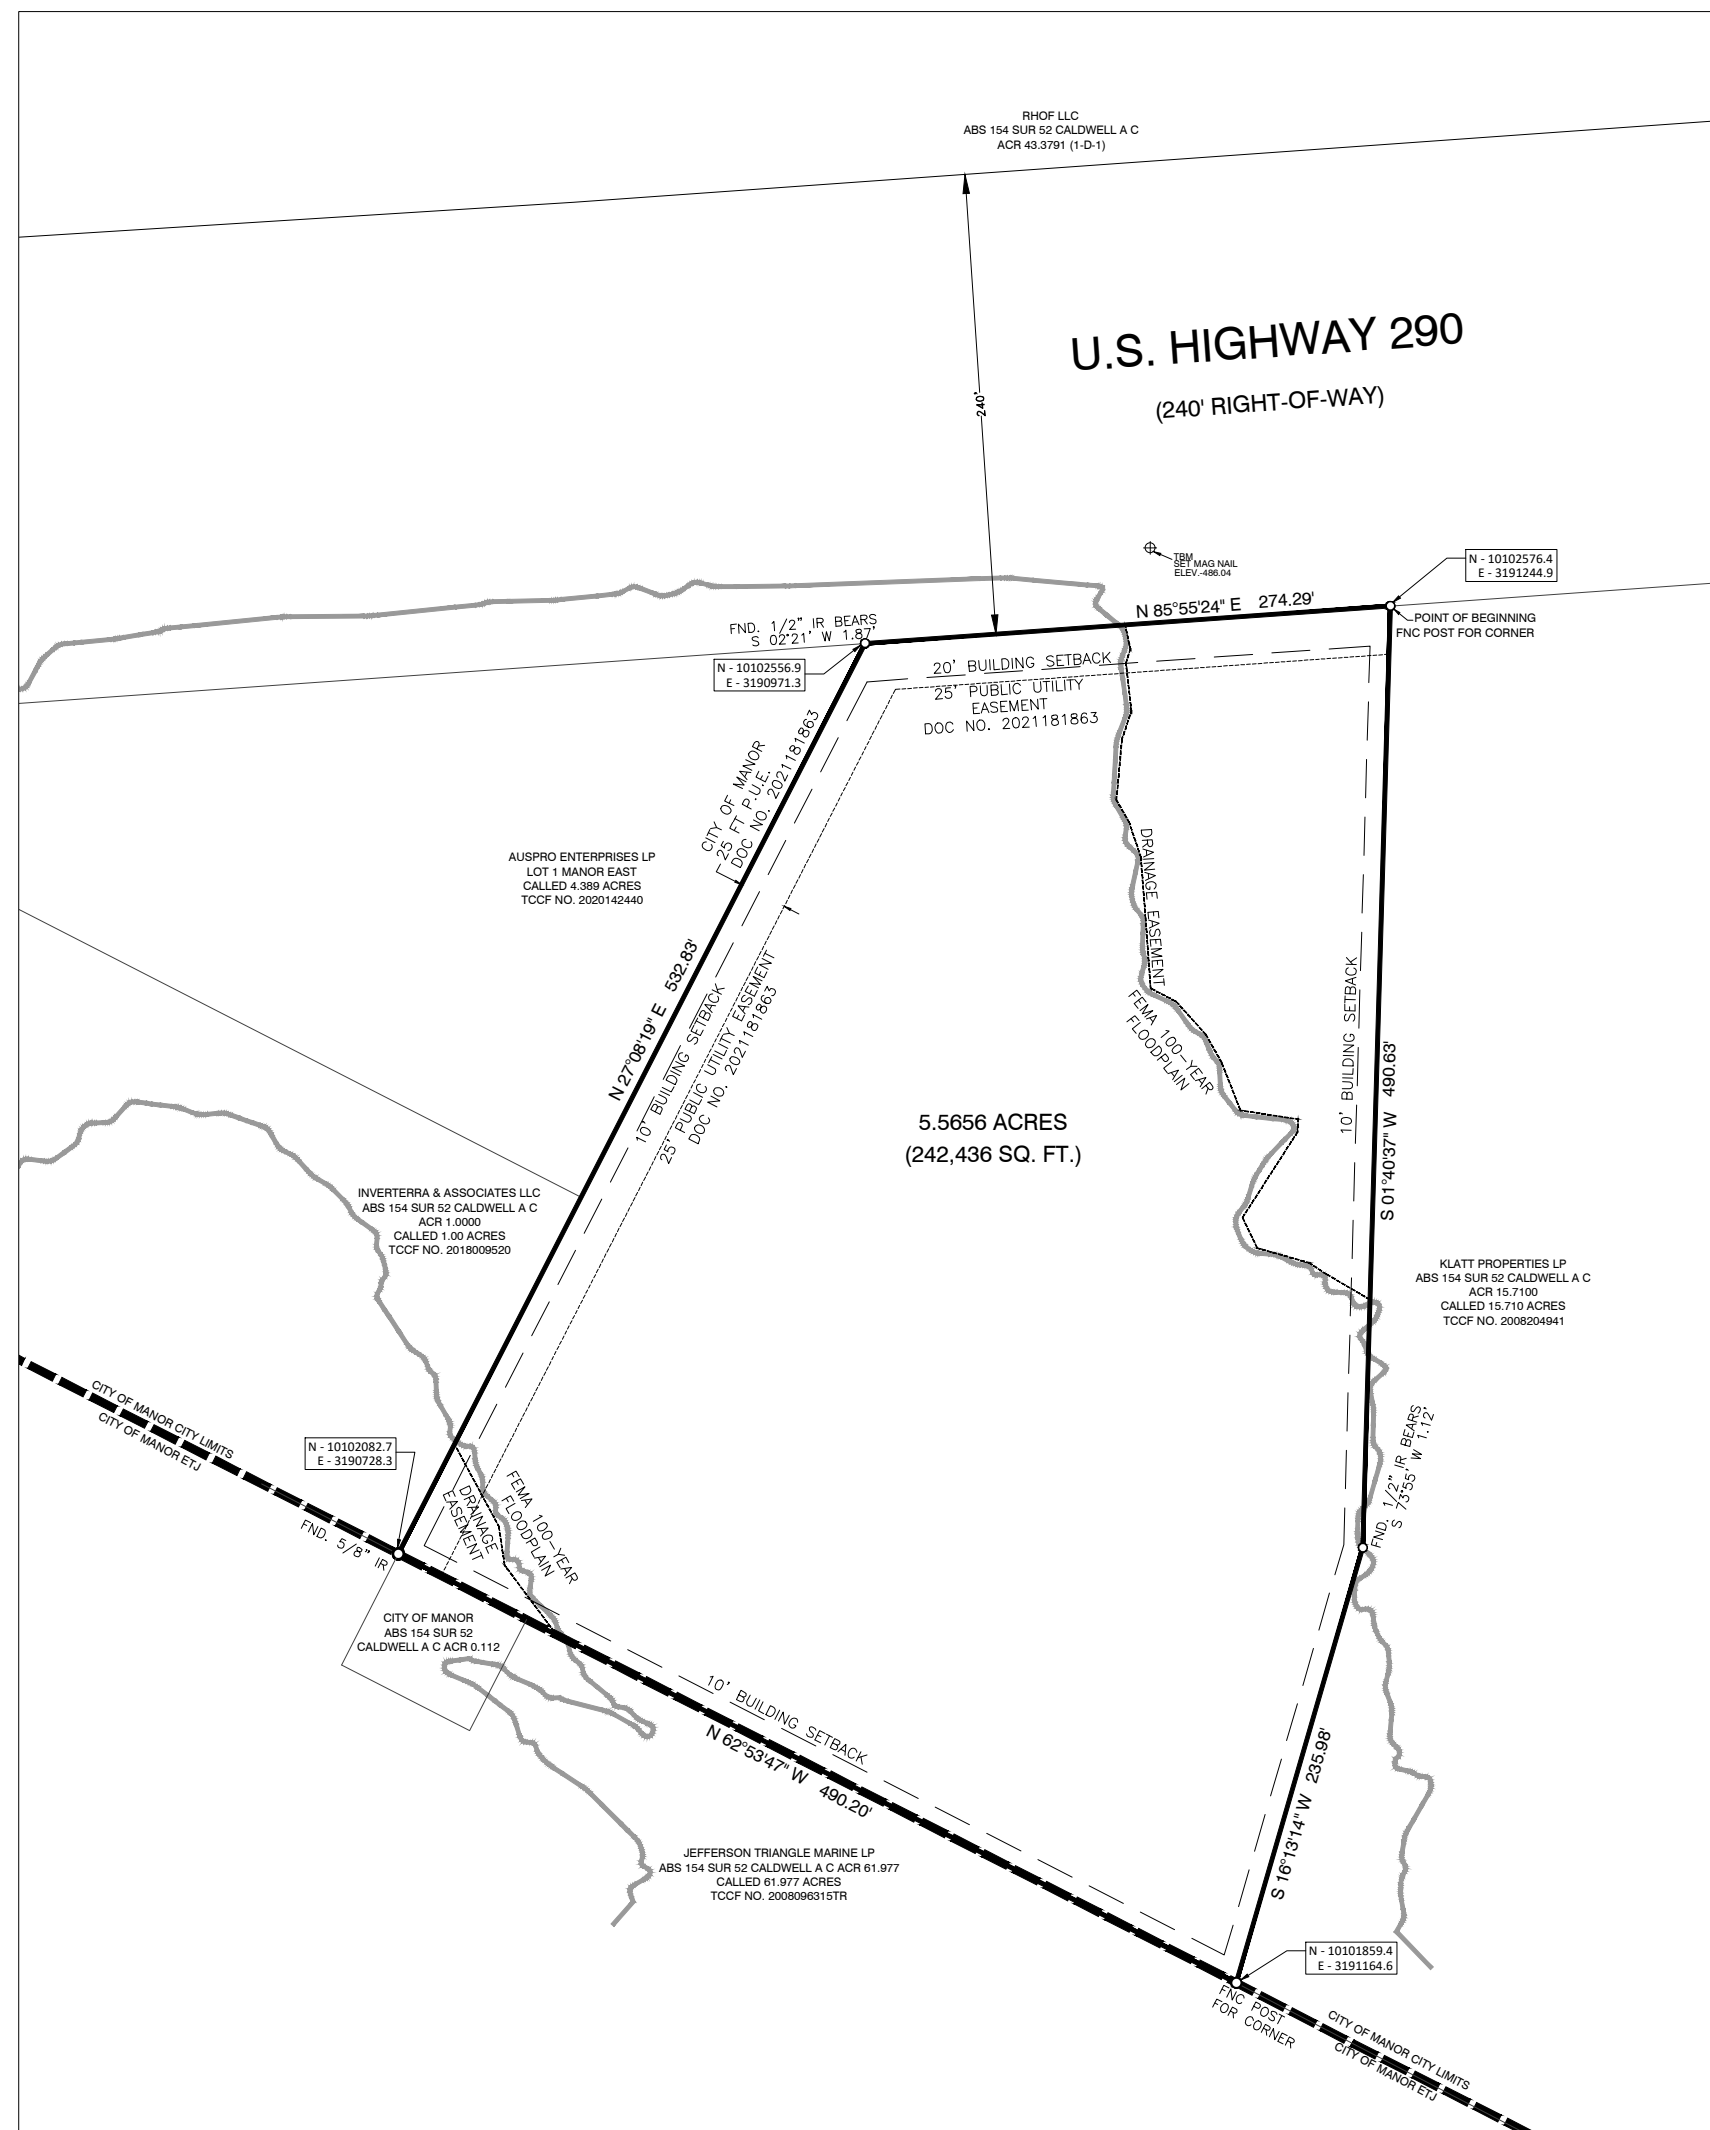 RHOF LLC
ABS 154 SUR 52 CALDWELL A C
ACR 43.3791 (1-D-1)
U.S. HIGHWAY 290
(240' RIGHT-OF-WAY)
240'
TBM
SET MAG NAIL
ELEV.-486.04
N - 10102576.4
E - 3191244.9
POINT OF BEGINNING
FNC POST FOR CORNER
N 85°55'24" E 274.29'
FND. 1/2" IR BEARS
S 02°21' W 1.87'
N - 10102556.9
E - 3190971.3
20' BUILDING SETBACK
25' PUBLIC UTILITY
EASEMENT
DOC NO. 2021181863
CITY OF MANOR
25 FT P.U.E.
DOC NO. 2021181863
AUSPRO ENTERPRISES LP
LOT 1 MANOR EAST
CALLED 4.389 ACRES
TCCF NO. 2020142440
DRAINAGE EASEMENT
FEMA 100-YEAR
FLOODPLAIN
N 27°08'19" E 532.83'
10' BUILDING SETBACK
25' PUBLIC UTILITY EASEMENT
DOC NO. 2021181863
5.5656 ACRES
(242,436 SQ. FT.)
10' BUILDING SETBACK
S 01°40'37" W 490.63'
INVERTERRA & ASSOCIATES LLC
ABS 154 SUR 52 CALDWELL A C
ACR 1.0000
CALLED 1.00 ACRES
TCCF NO. 2018009520
KLATT PROPERTIES LP
ABS 154 SUR 52 CALDWELL A C
ACR 15.7100
CALLED 15.710 ACRES
TCCF NO. 2008204941
CITY OF MANOR CITY LIMITS
CITY OF MANOR ETJ
N - 10102082.7
E - 3190728.3
FND. 5/8" IR
DRAINAGE
EASEMENT
FEMA 100-YEAR
FLOODPLAIN
FND. 1/2" IR BEARS
S 73°55' W 1.12'
CITY OF MANOR
ABS 154 SUR 52
CALDWELL A C ACR 0.112
10' BUILDING SETBACK
N 62°53'47" W 490.20'
S 16°13'14" W 235.98'
JEFFERSON TRIANGLE MARINE LP
ABS 154 SUR 52 CALDWELL A C ACR 61.977
CALLED 61.977 ACRES
TCCF NO. 2008096315TR
N - 10101859.4
E - 3191164.6
FNC POST
FOR CORNER
CITY OF MANOR CITY LIMITS
CITY OF MANOR ETJ